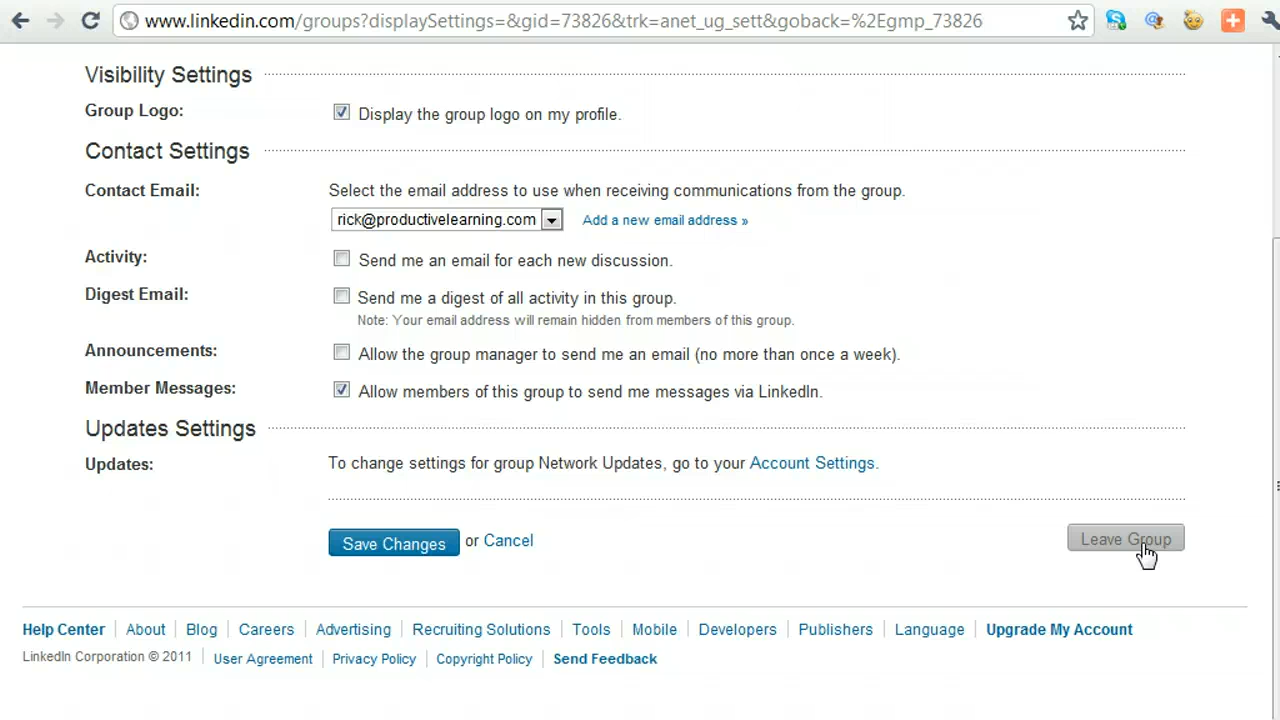 www.linkedin.com/groups?displaySettings=&gid=73826&trk=anet_ug_sett&goback=%2Egmp_73826
Visibility Settings
Group Logo: Display the group logo on my profile.
Contact Settings
Contact Email: Select the email address to use when receiving communications from the group.
rick@productivelearning.com Add a new email address »
Activity: Send me an email for each new discussion.
Digest Email: Send me a digest of all activity in this group.
Note: Your email address will remain hidden from members of this group.
Announcements: Allow the group manager to send me an email (no more than once a week).
Member Messages: Allow members of this group to send me messages via LinkedIn.
Updates Settings
Updates: To change settings for group Network Updates, go to your Account Settings.
Save Changes or Cancel Leave Group
Help Center About Blog Careers Advertising Recruiting Solutions Tools Mobile Developers Publishers Language Upgrade My Account
LinkedIn Corporation © 2011 User Agreement Privacy Policy Copyright Policy Send Feedback